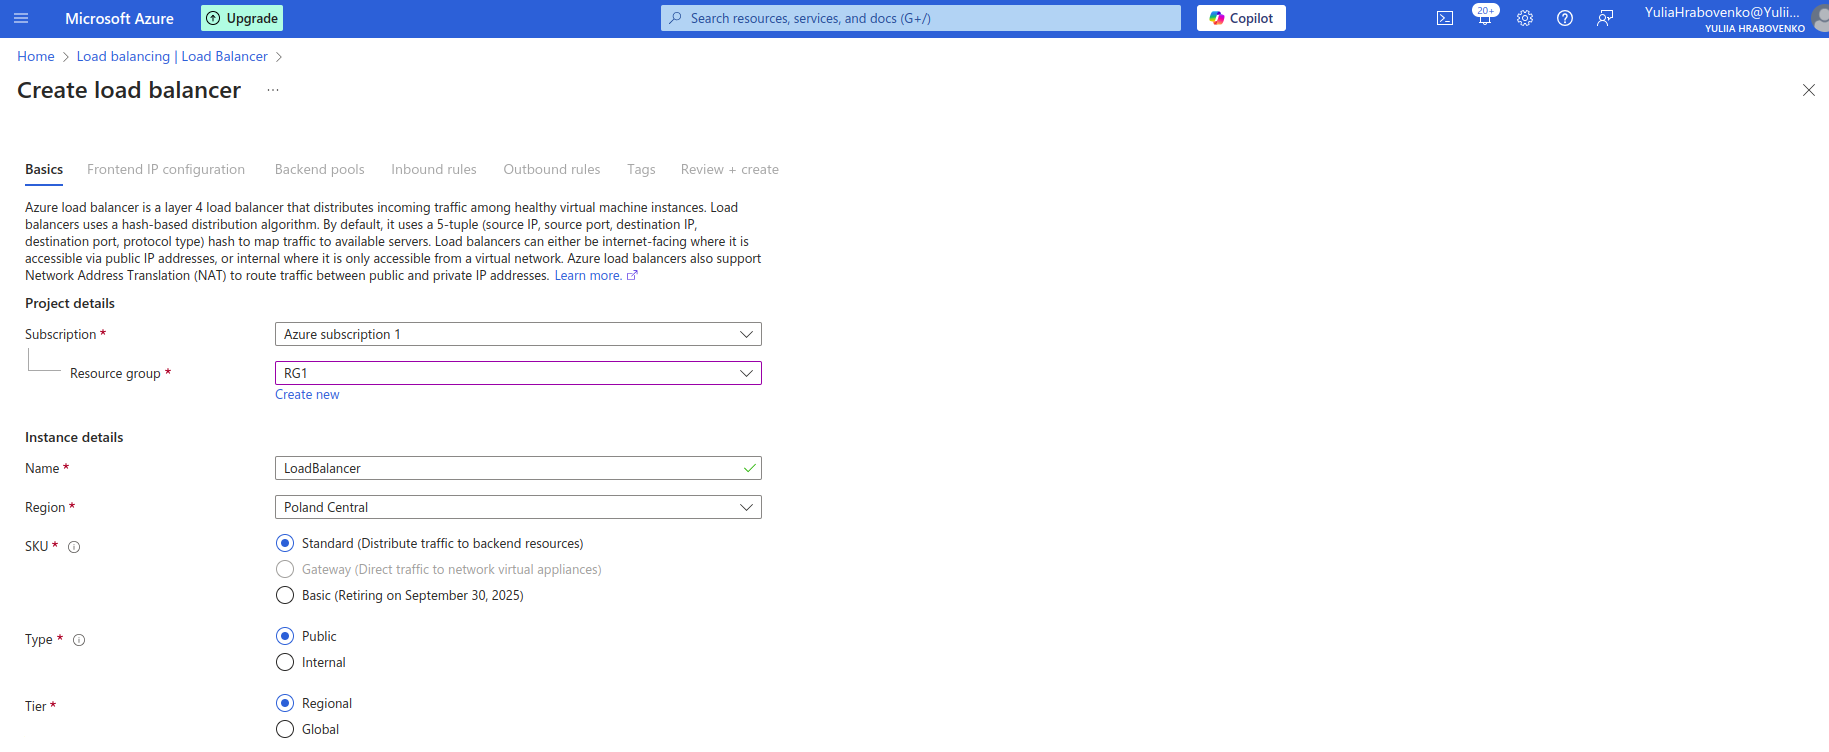 Microsoft Azure
Upgrade
Search resources, services, and docs (G+/)
Copilot
20+
YuliaHrabovenko@Yulii...
YULIIA HRABOVENKO
Home > Load balancing | Load Balancer >
Create load balancer ...
Basics
Frontend IP configuration
Backend pools
Inbound rules
Outbound rules
Tags
Review + create
Azure load balancer is a layer 4 load balancer that distributes incoming traffic among healthy virtual machine instances. Load
balancers uses a hash-based distribution algorithm. By default, it uses a 5-tuple (source IP, source port, destination IP,
destination port, protocol type) hash to map traffic to available servers. Load balancers can either be internet-facing where it is
accessible via public IP addresses, or internal where it is only accessible from a virtual network. Azure load balancers also support
Network Address Translation (NAT) to route traffic between public and private IP addresses. Learn more.
Project details
Subscription *
Azure subscription 1
Resource group *
RG1
Create new
Instance details
Name *
LoadBalancer
Region *
Poland Central
SKU *
Standard (Distribute traffic to backend resources)
Gateway (Direct traffic to network virtual appliances)
Basic (Retiring on September 30, 2025)
Type *
Public
Internal
Tier *
Regional
Global